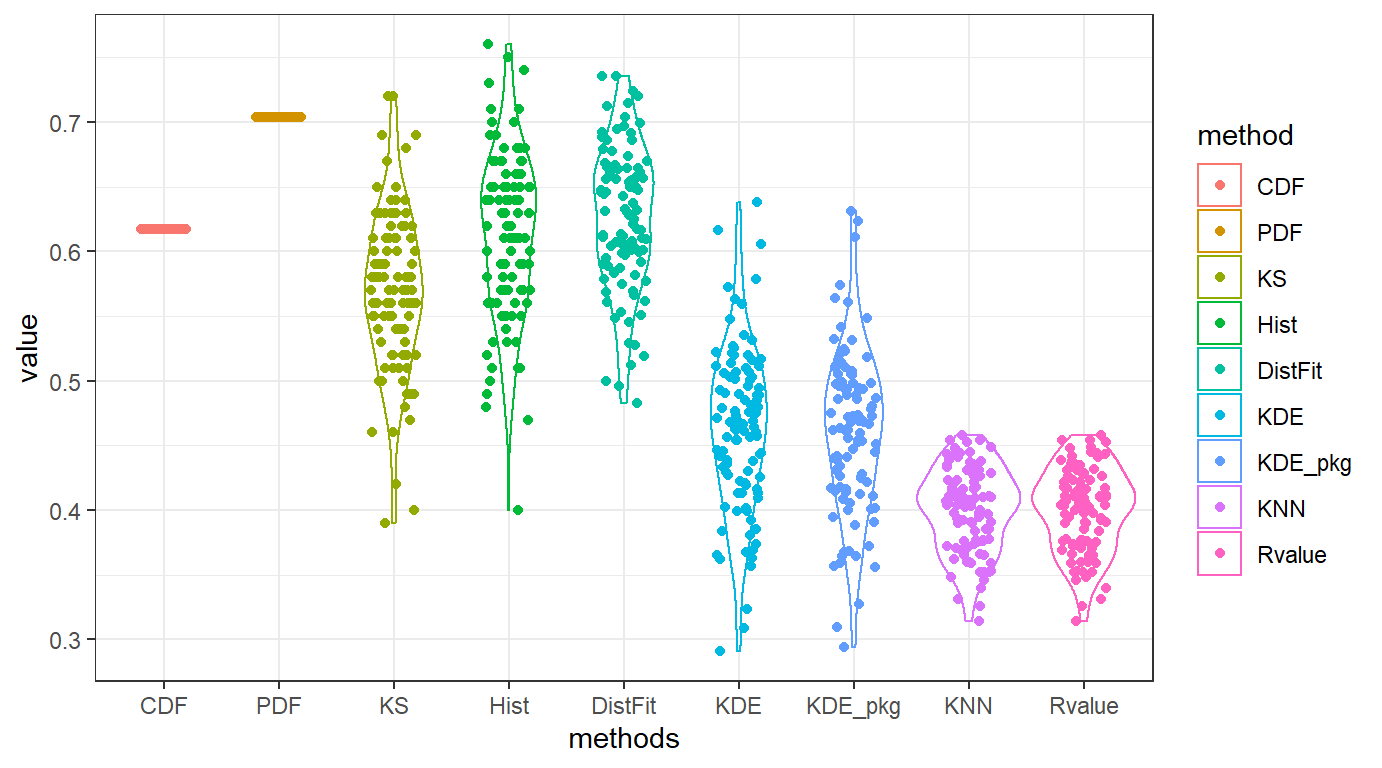 value
0.7
0.6
0.5
0.4
0.3
CDF PDF KS Hist DistFit KDE KDE_pkg KNN Rvalue
methods
method
CDF
PDF
KS
Hist
DistFit
KDE
KDE_pkg
KNN
Rvalue